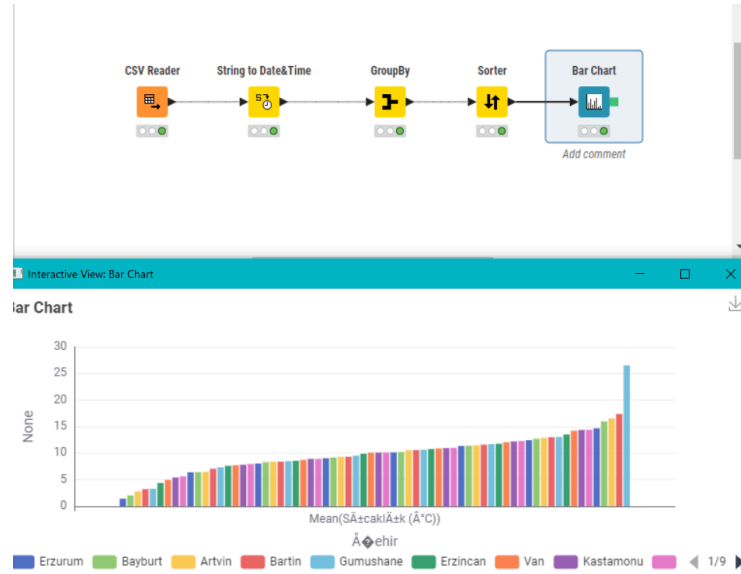 CSV Reader
String to Date&Time
GroupBy
Sorter
Bar Chart
Add comment
Interactive View: Bar Chart
Bar Chart
30
25
20
15
10
5
0
None
Mean(SÄ±caklÄ±k (Â°C))
Å�ehir
Erzurum Bayburt Artvin Bartin Gumushane Erzincan Van Kastamonu 1/9